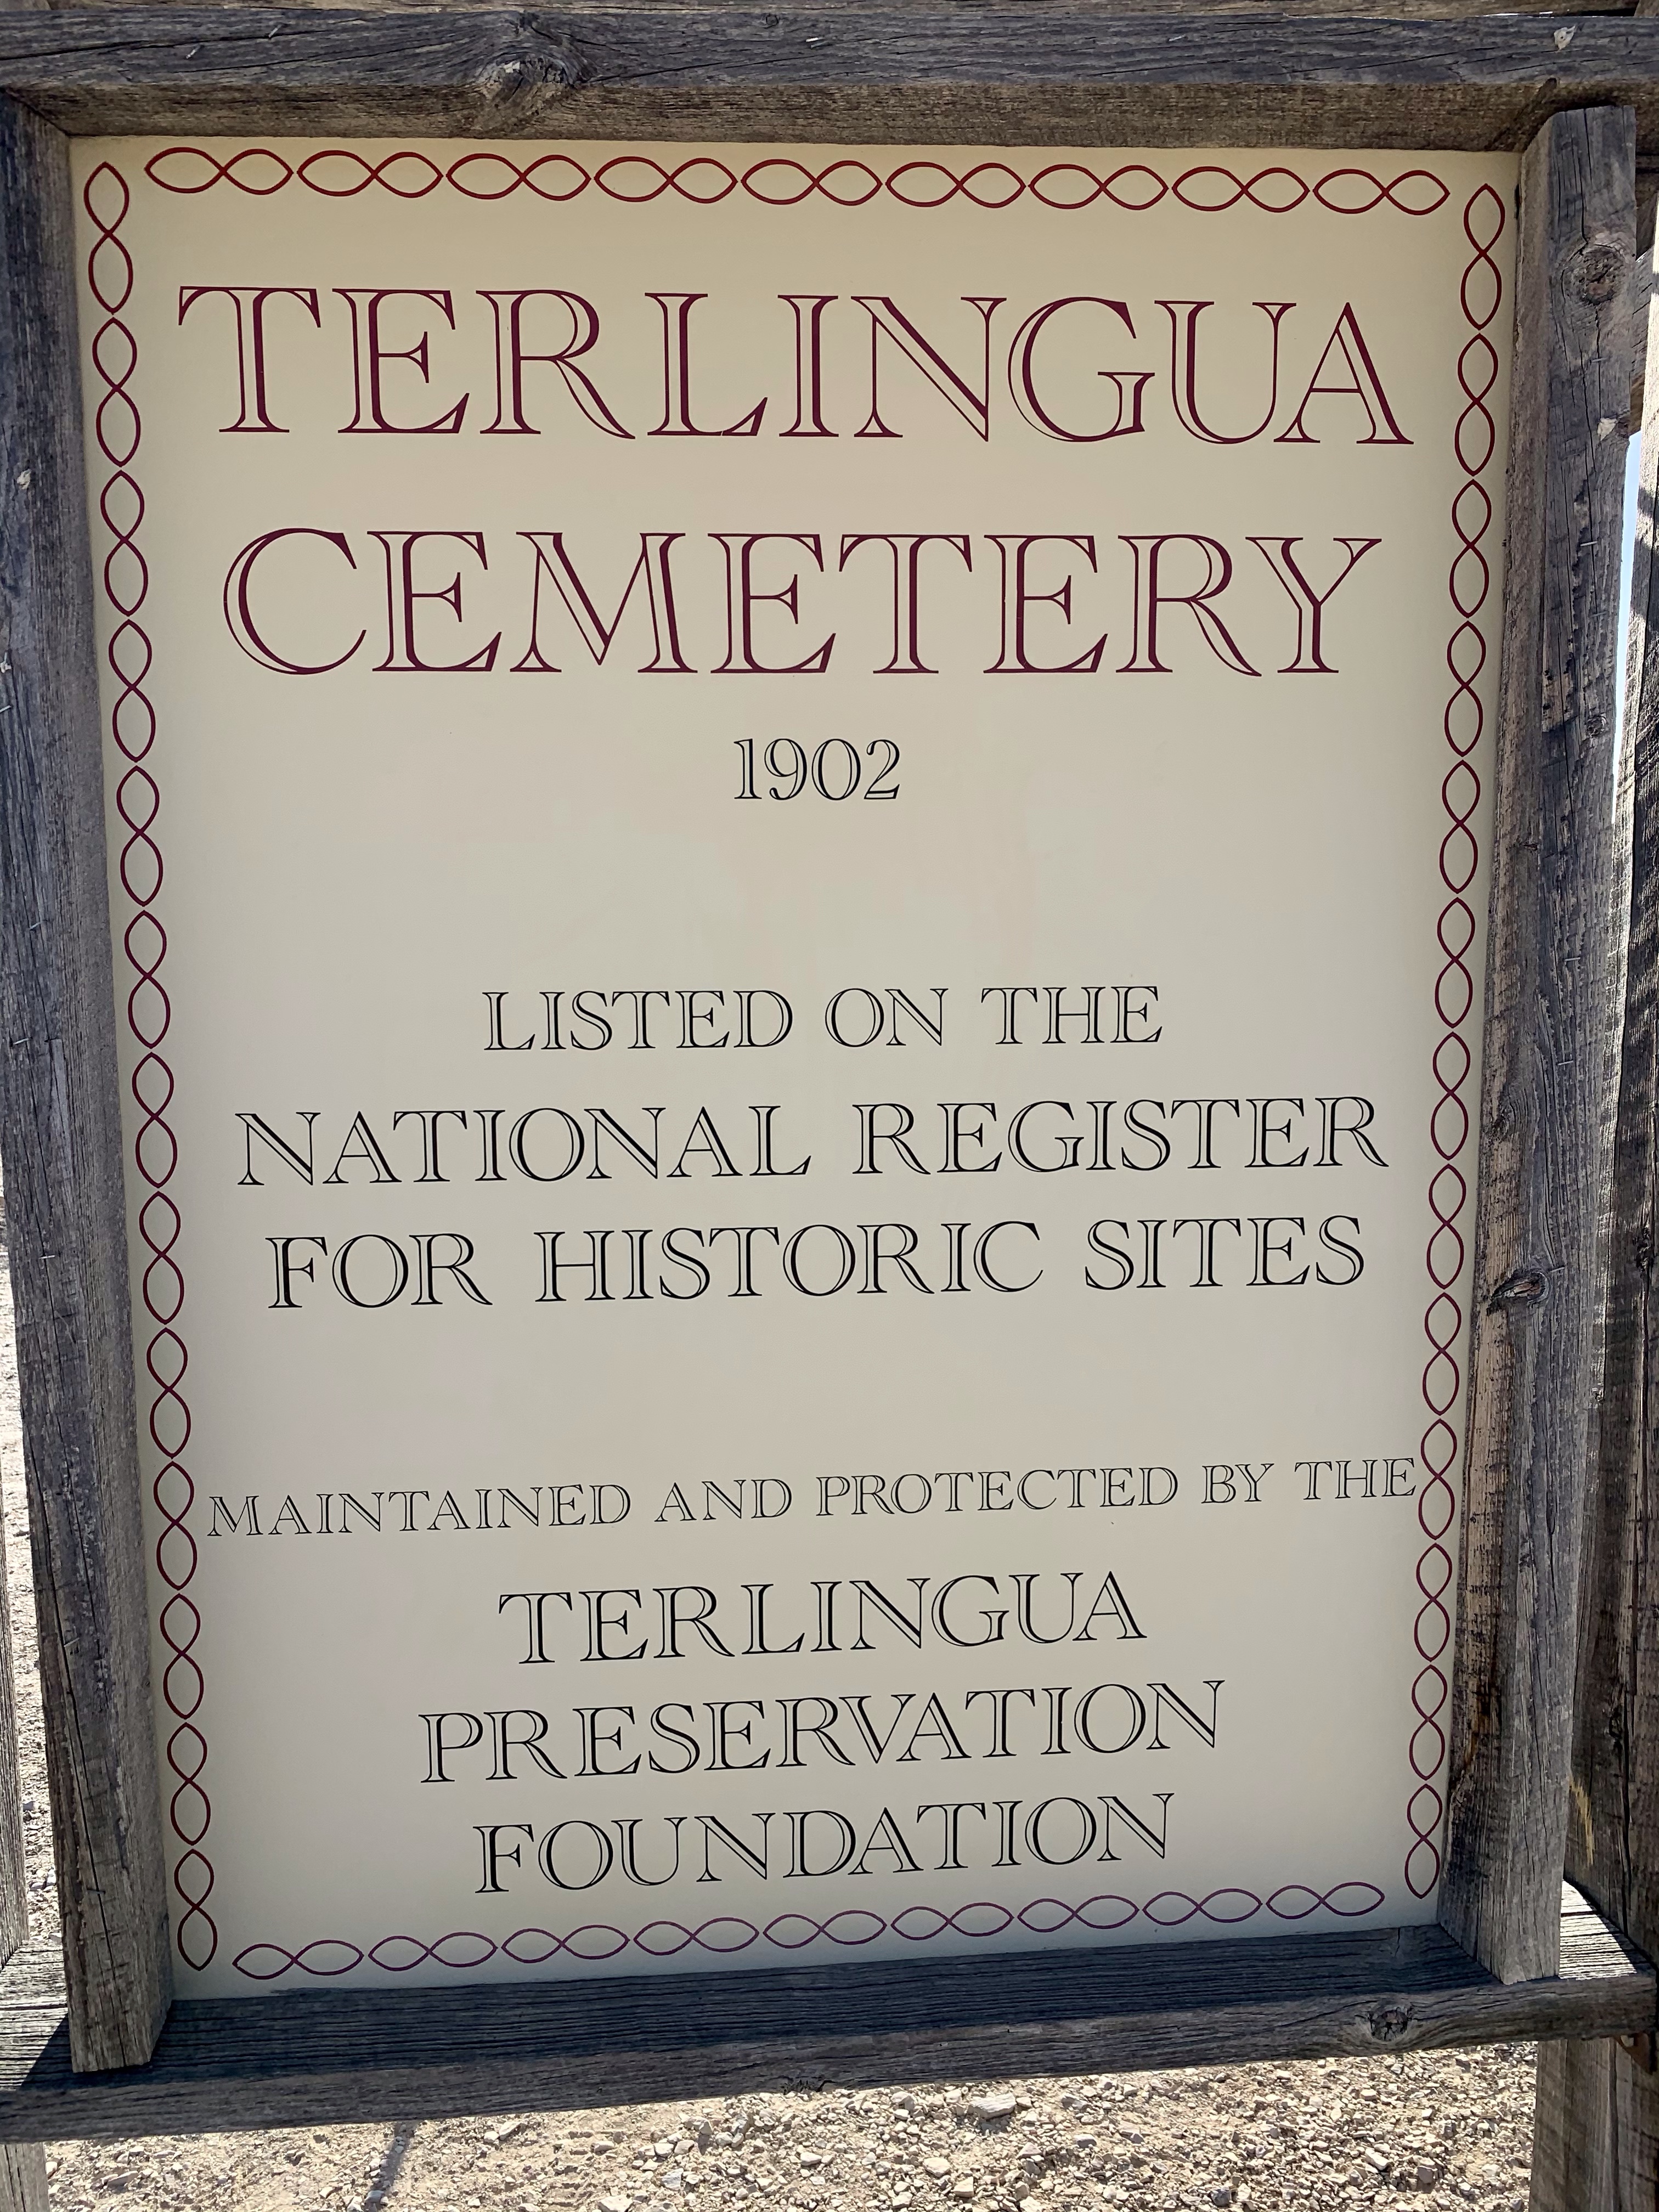 TERLINGUA
CEMETERY
1902
LISTED ON THE
NATIONAL REGISTER
FOR HISTORIC SITES
MAINTAINED AND PROTECTED BY THE
TERLINGUA
PRESERVATION
FOUNDATION